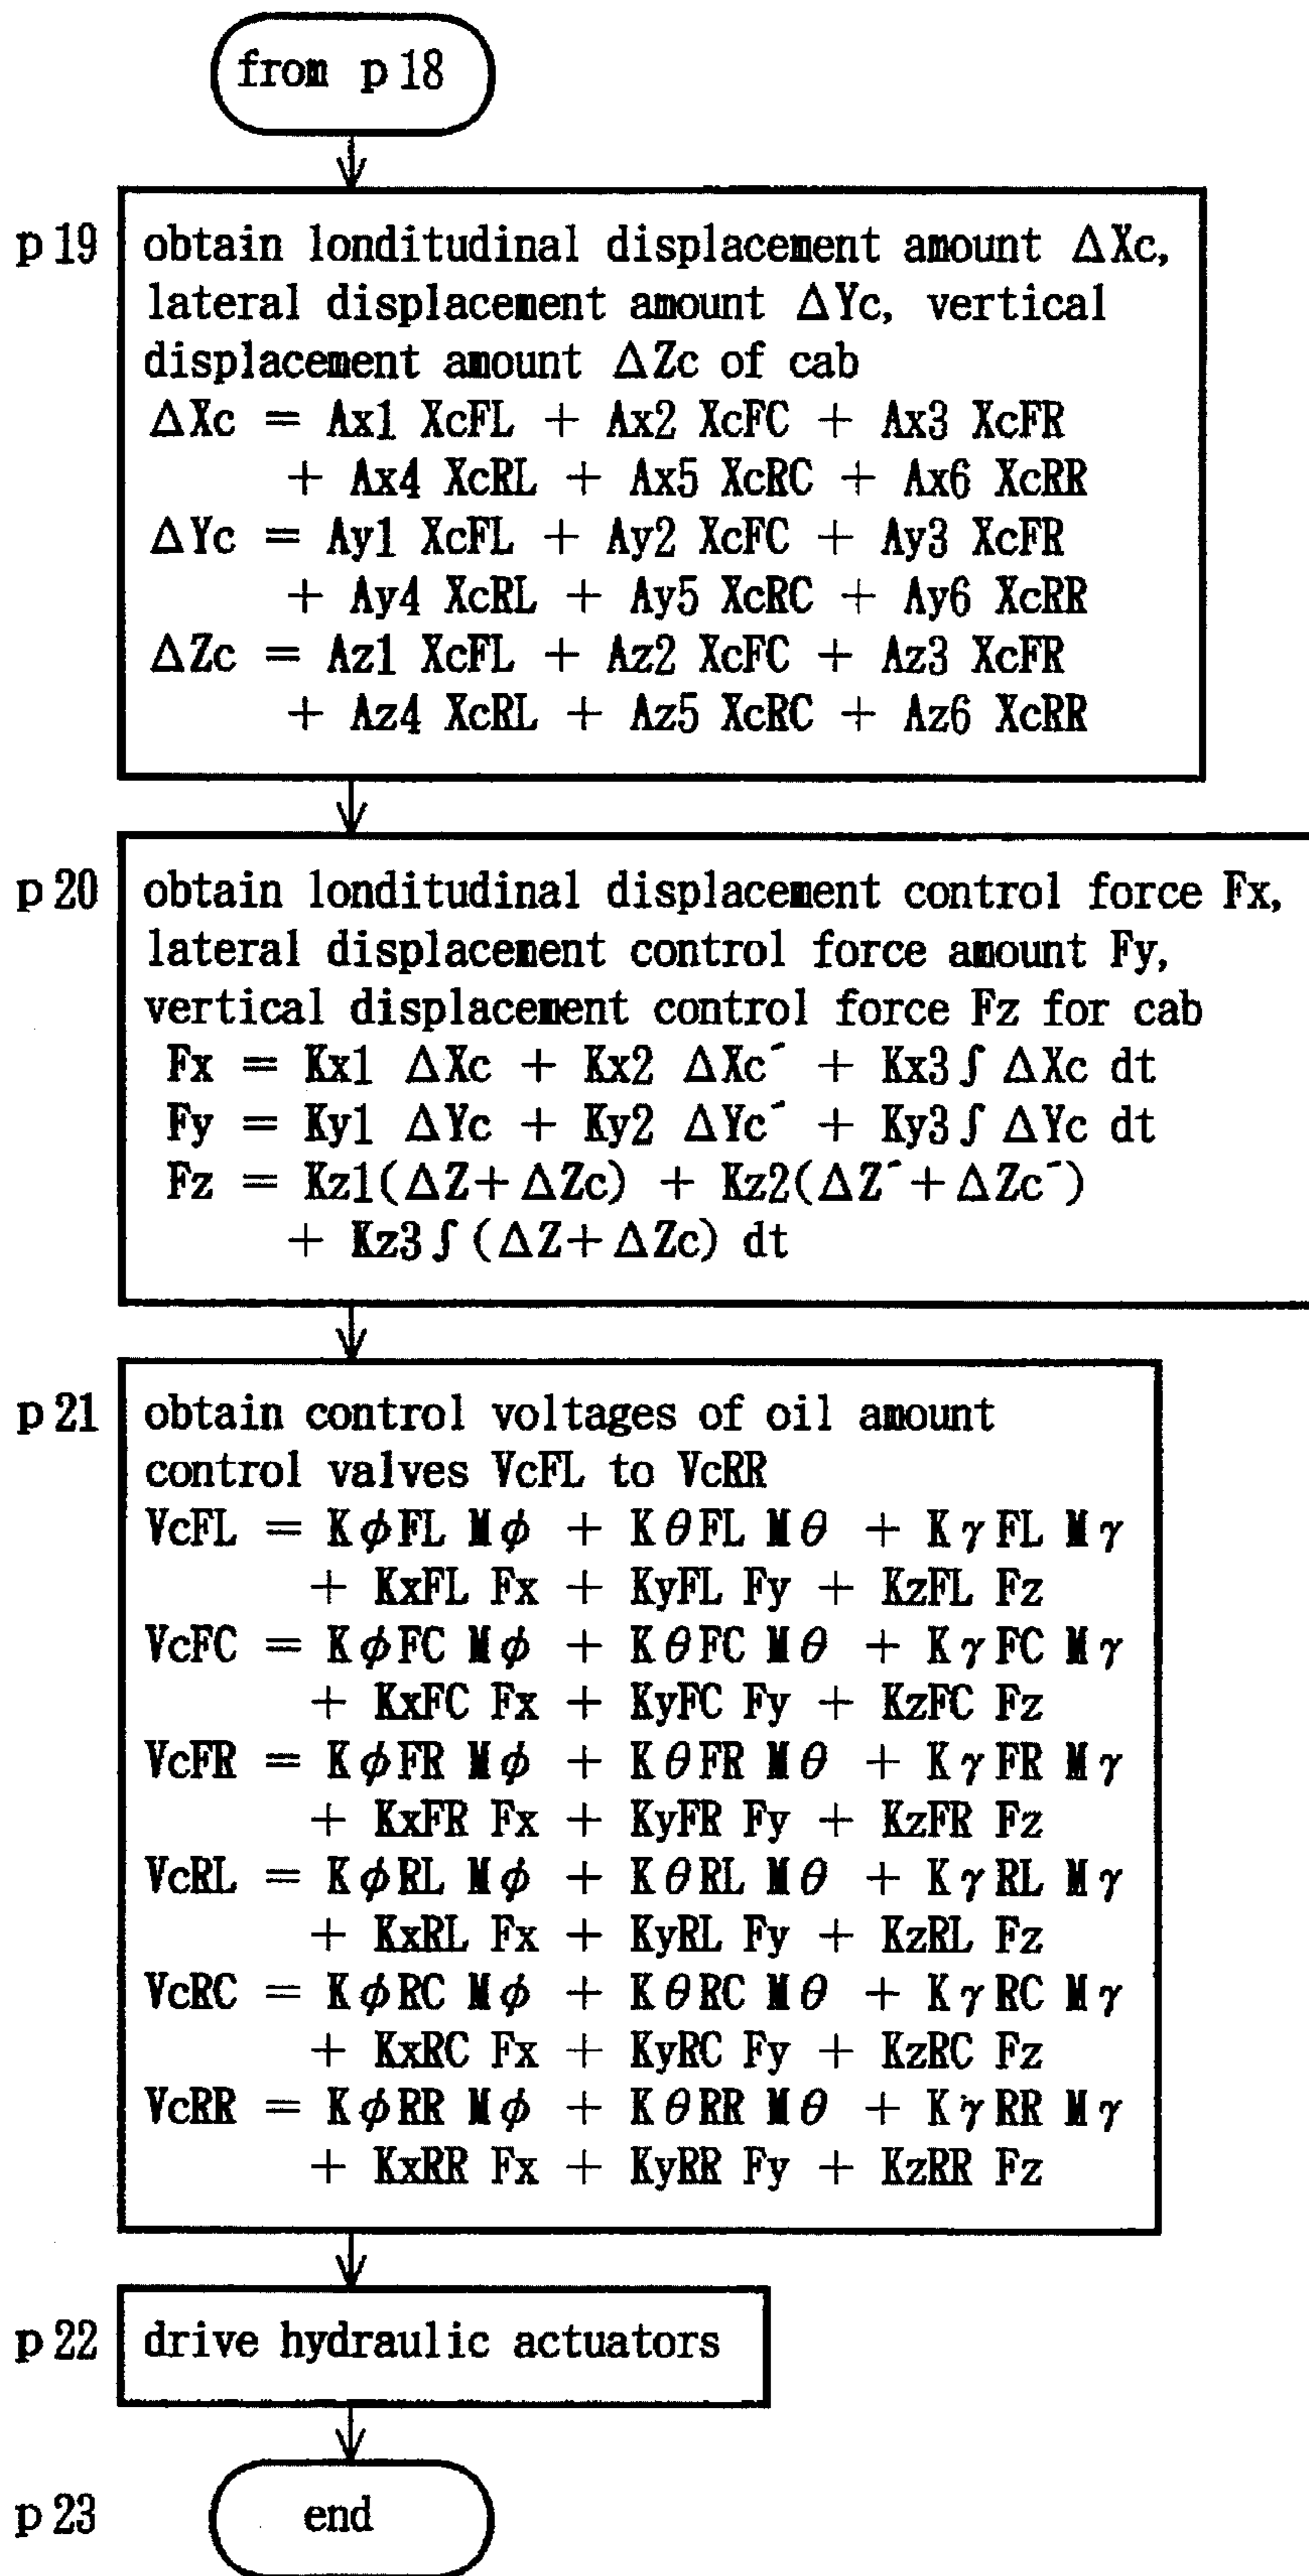 from p18
p19 obtain londitudinal displacement amount ΔXc,
lateral displacement amount ΔYc, vertical
displacement amount ΔZc of cab
ΔXc = Ax1 XcFL + Ax2 XcFC + Ax3 XcFR
+ Ax4 XcRL + Ax5 XcRC + Ax6 XcRR
ΔYc = Ay1 XcFL + Ay2 XcFC + Ay3 XcFR
+ Ay4 XcRL + Ay5 XcRC + Ay6 XcRR
ΔZc = Az1 XcFL + Az2 XcFC + Az3 XcFR
+ Az4 XcRL + Az5 XcRC + Az6 XcRR
p20 obtain londitudinal displacement control force Fx,
lateral displacement control force amount Fy,
vertical displacement control force Fz for cab
Fx = Kx1 ΔXc + Kx2 ΔXc´ + Kx3∫ ΔXc dt
Fy = Ky1 ΔYc + Ky2 ΔYc´ + Ky3∫ ΔYc dt
Fz = Kz1(ΔZ+ΔZc) + Kz2(ΔZ´+ΔZc´)
+ Kz3∫(ΔZ+ΔZc) dt
p21 obtain control voltages of oil amount
control valves VcFL to VcRR
VcFL = KφFL Mφ + KθFL Mθ + KγFL Mγ
+ KxFL Fx + KyFL Fy + KzFL Fz
VcFC = KφFC Mφ + KθFC Mθ + KγFC Mγ
+ KxFC Fx + KyFC Fy + KzFC Fz
VcFR = KφFR Mφ + KθFR Mθ + KγFR Mγ
+ KxFR Fx + KyFR Fy + KzFR Fz
VcRL = KφRL Mφ + KθRL Mθ + KγRL Mγ
+ KxRL Fx + KyRL Fy + KzRL Fz
VcRC = KφRC Mφ + KθRC Mθ + KγRC Mγ
+ KxRC Fx + KyRC Fy + KzRC Fz
VcRR = KφRR Mφ + KθRR Mθ + KγRR Mγ
+ KxRR Fx + KyRR Fy + KzRR Fz
p22 drive hydraulic actuators
p23 end